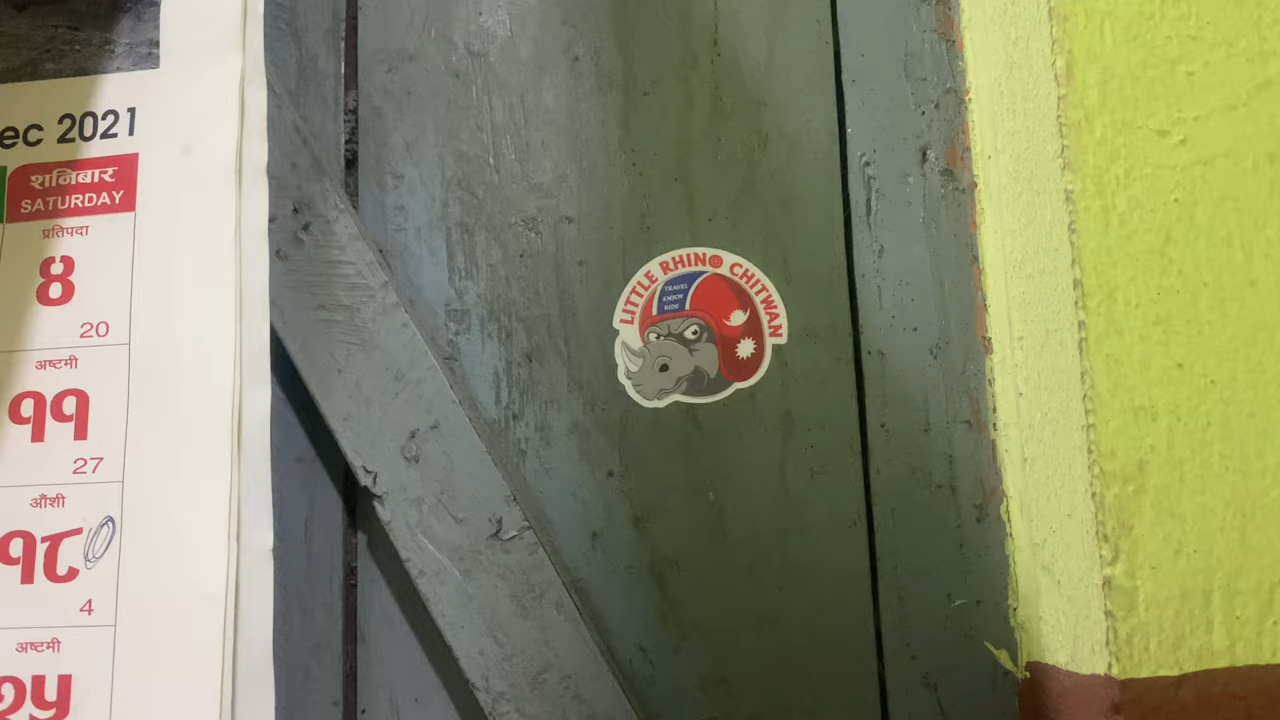 ec 2021
शनिबार
SATURDAY
प्रतिपदा
४
20
अष्टमी
११
27
औंशी
१८
4
अष्टमी
२५
LITTLE RHINO CHITWAN
TRAVEL
ENJOY
RIDE